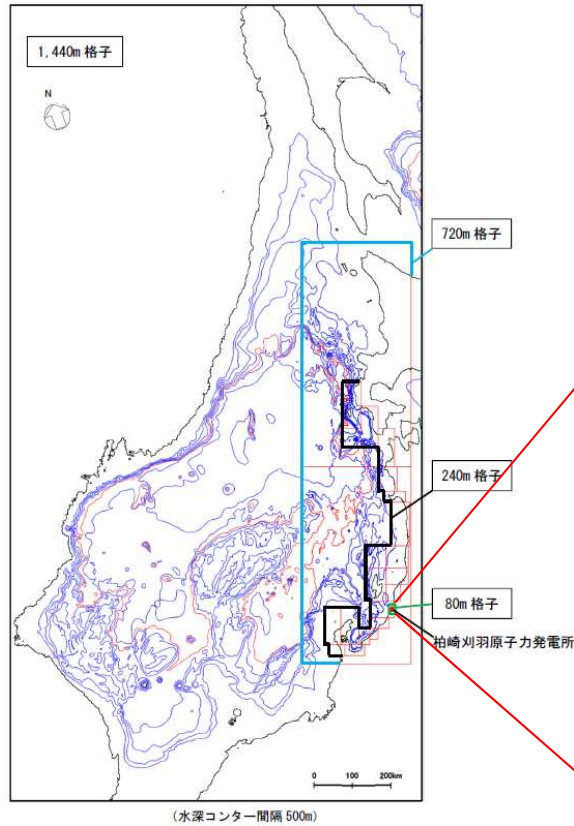 1,440m 格子
N
720m 格子
240m 格子
80m 格子
柏崎刈羽原子力発電所
0 100 200km
(水深コンター間隔 500m)